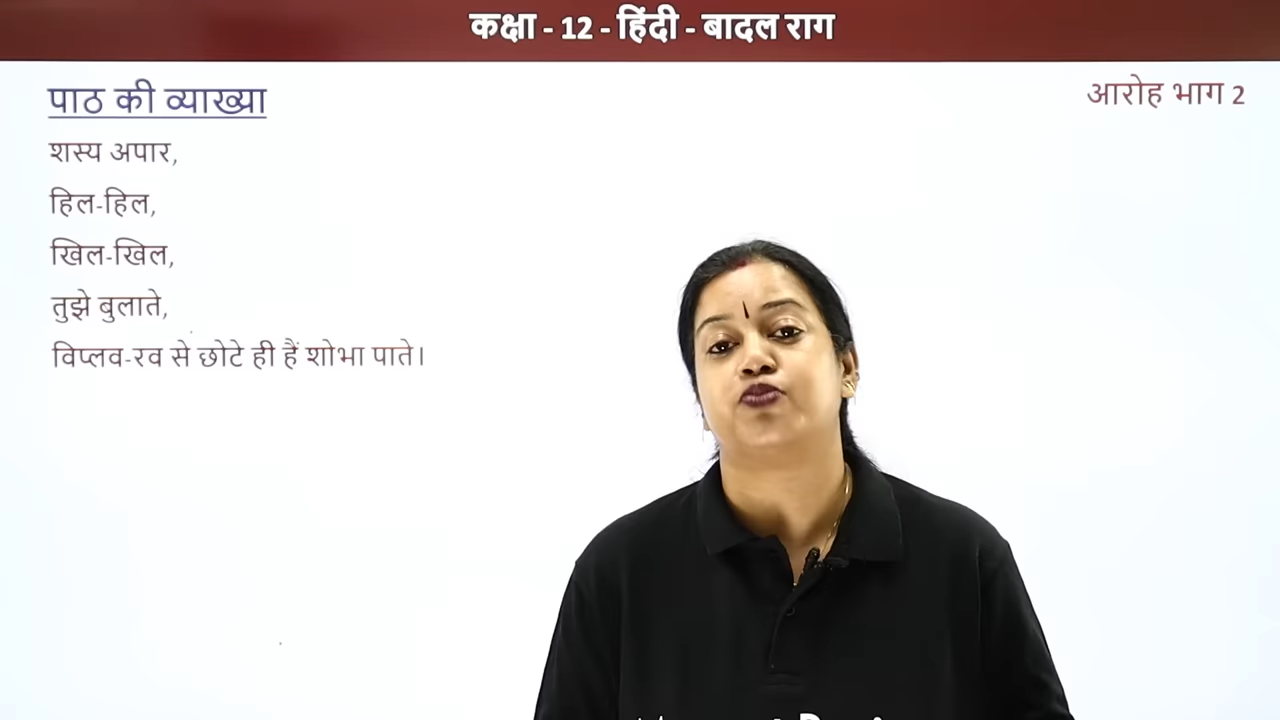 कक्षा - 12 - हिंदी - बादल राग
पाठ की व्याख्या
आरोह भाग 2
शस्य अपार,
हिल-हिल,
खिल-खिल,
तुझे बुलाते,
विप्लव-रव से छोटे ही हैं शोभा पाते।